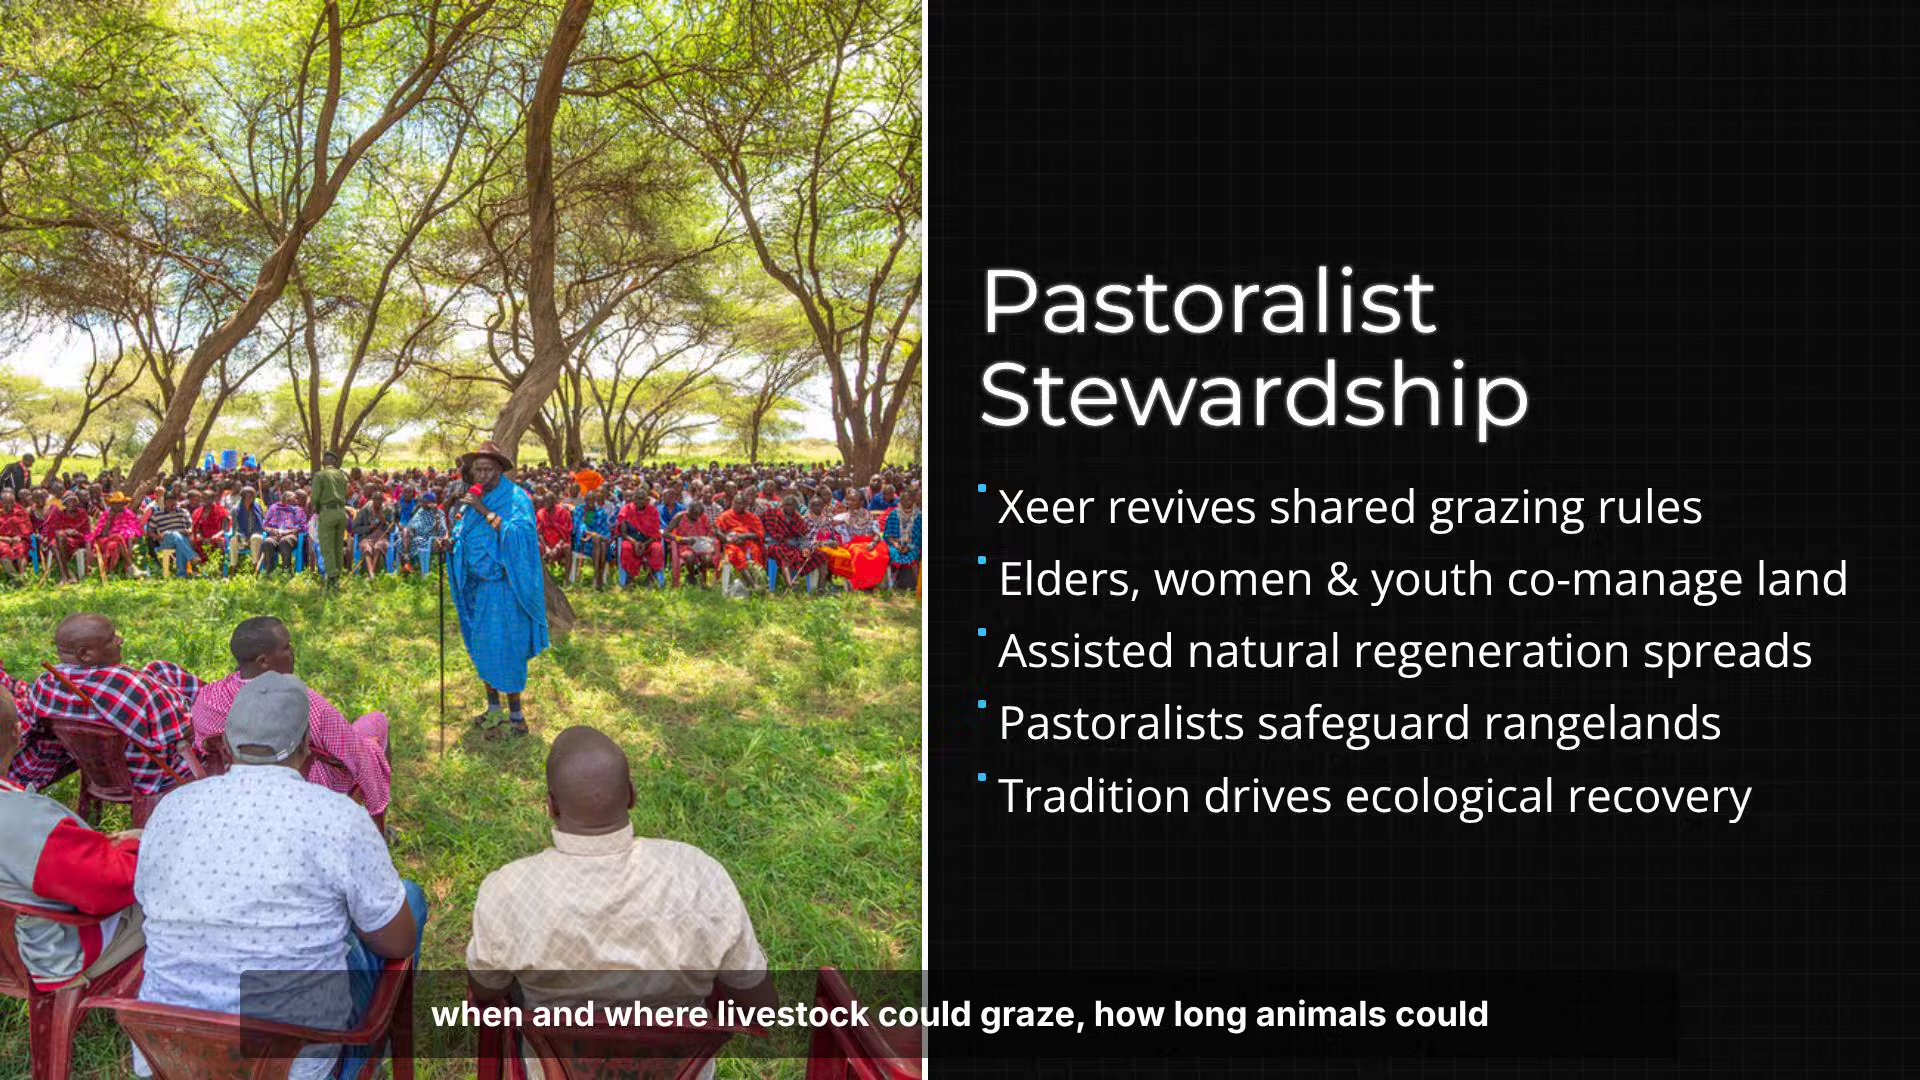 Pastoralist
Stewardship
Xeer revives shared grazing rules
Elders, women & youth co-manage land
Assisted natural regeneration spreads
Pastoralists safeguard rangelands
Tradition drives ecological recovery
when and where livestock could graze, how long animals could